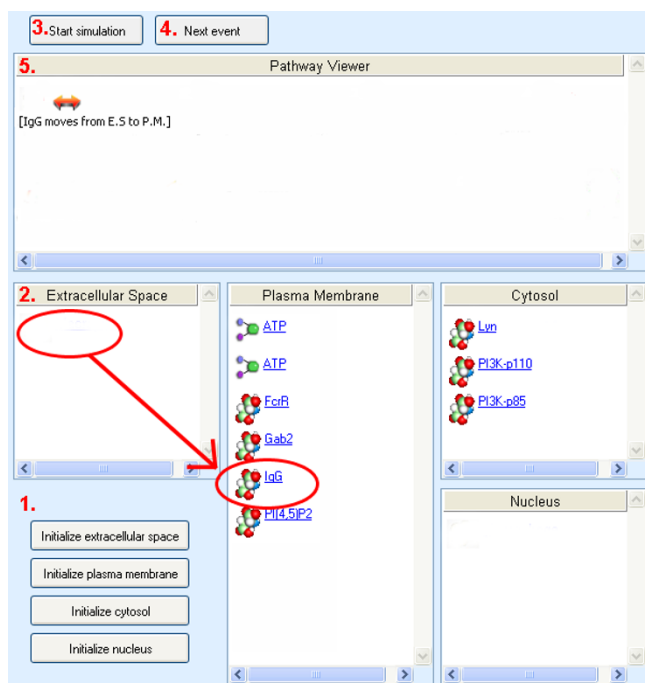 3. Start simulation
4. Next event
5. Pathway Viewer
[IgG moves from E.S to P.M.]
2. Extracellular Space
Plasma Membrane
ATP
ATP
FcrR
Gab2
IgG
PI(4,5)P2
Cytosol
Lyn
PI3K-p110
PI3K-p85
Nucleus
1.
Initialize extracellular space
Initialize plasma membrane
Initialize cytosol
Initialize nucleus